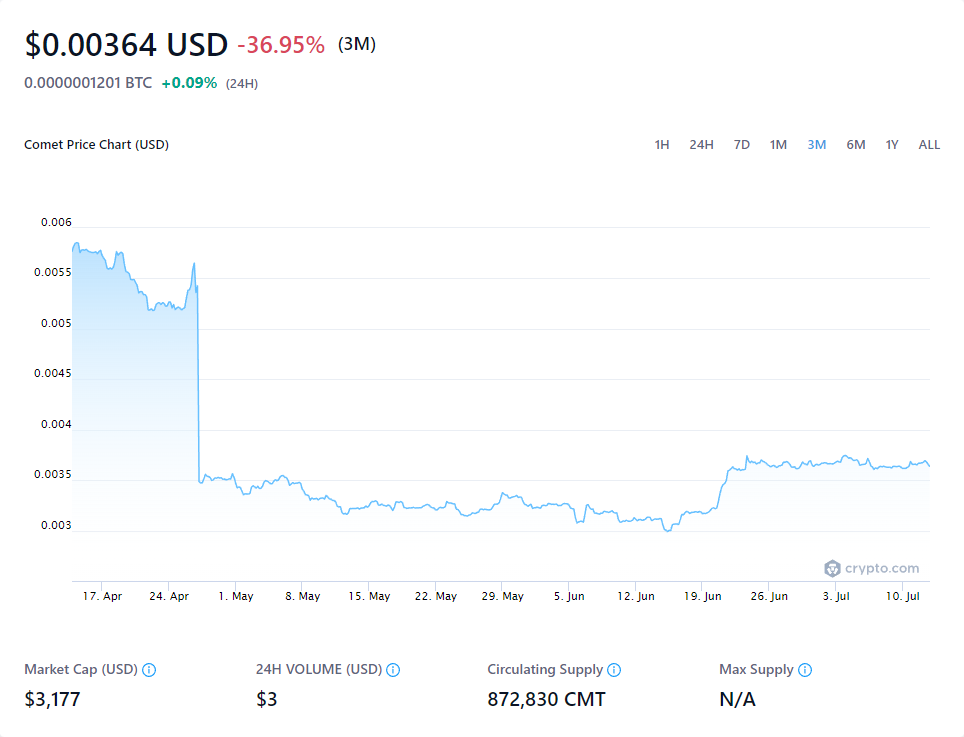 $0.00364 USD -36.95% (3M)
0.0000001201 BTC +0.09% (24H)
Comet Price Chart (USD) 1H 24H 7D 1M 3M 6M 1Y ALL
0.006
0.0055
0.005
0.0045
0.004
0.0035
0.003
crypto.com
17. Apr 24. Apr 1. May 8. May 15. May 22. May 29. May 5. Jun 12. Jun 19. Jun 26. Jun 3. Jul 10. Jul
Market Cap (USD) 24H VOLUME (USD) Circulating Supply Max Supply
$3,177 $3 872,830 CMT N/A